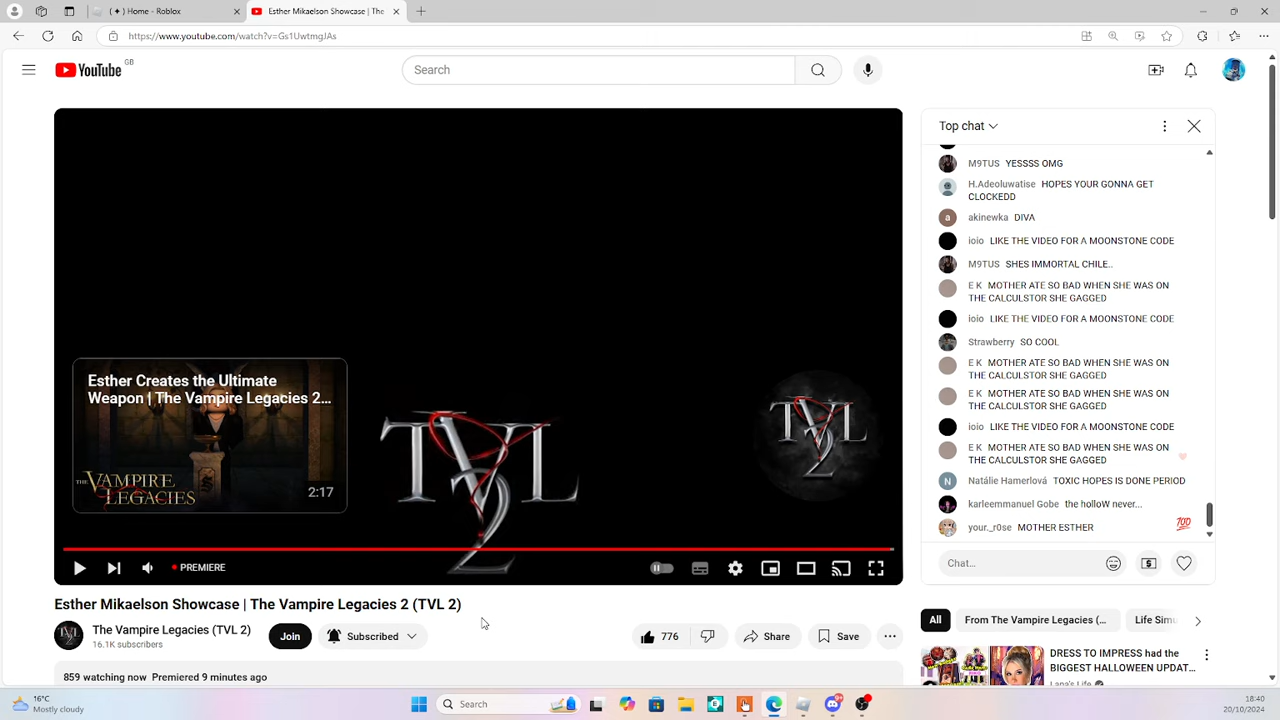 ( ✦ ) Home - Roblox
Esther Mikaelson Showcase | The
https://www.youtube.com/watch?v=Gs1UwtmgJAs
YouTube GB
Search
Top chat
M9TUS YESSSS OMG
H.Adeoluwatise HOPES YOUR GONNA GET
CLOCKEDD
akinewka DIVA
ioio LIKE THE VIDEO FOR A MOONSTONE CODE
M9TUS SHES IMMORTAL CHILE..
E K MOTHER ATE SO BAD WHEN SHE WAS ON
THE CALCULSTOR SHE GAGGED
ioio LIKE THE VIDEO FOR A MOONSTONE CODE
Strawberry SO COOL
E K MOTHER ATE SO BAD WHEN SHE WAS ON
THE CALCULSTOR SHE GAGGED
E K MOTHER ATE SO BAD WHEN SHE WAS ON
THE CALCULSTOR SHE GAGGED
ioio LIKE THE VIDEO FOR A MOONSTONE CODE
E K MOTHER ATE SO BAD WHEN SHE WAS ON
THE CALCULSTOR SHE GAGGED
Natálie Hamerlová TOXIC HOPES IS DONE PERIOD
karleemmanuel Gobe the holloW never...
your._r0se MOTHER ESTHER 💯
Chat...
Esther Creates the Ultimate
Weapon | The Vampire Legacies 2...
THE VAMPIRE
LEGACIES
2:17
TVL
2
TVL
2
PREMIERE
Esther Mikaelson Showcase | The Vampire Legacies 2 (TVL 2)
The Vampire Legacies (TVL 2)
16.1K subscribers
Join
Subscribed
776
Share
Save
859 watching now Premiered 9 minutes ago
All
From The Vampire Legacies (...
Life Simu
DRESS TO IMPRESS had the
BIGGEST HALLOWEEN UPDAT...
Lana's Life
16°C
Mostly cloudy
Search
18:40
20/10/2024